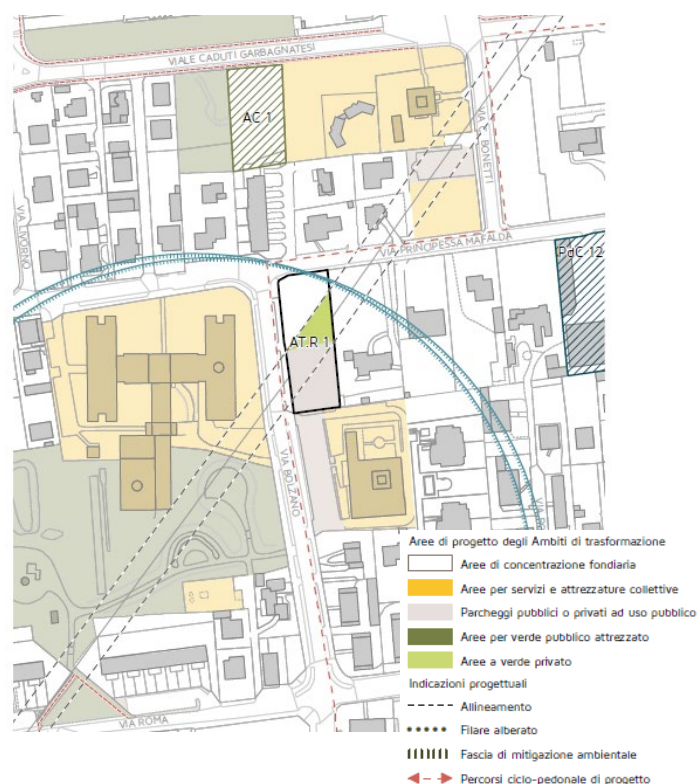 VIALE CADUTI GARBAGNATESI
AC 1
VIA BONETTI
VIA LIVORNO
VIA PRINCIPESSA MAFALDA
PdC 12
AT.R 1
VIA BOLZANO
VIA ROMA
Aree di progetto degli Ambiti di trasformazione
Aree di concentrazione fondiaria
Aree per servizi e attrezzature collettive
Parcheggi pubblici o privati ad uso pubblico
Aree per verde pubblico attrezzato
Aree a verde privato
Indicazioni progettuali
Allineamento
Filare alberato
Fascia di mitigazione ambientale
Percorsi ciclo-pedonale di progetto